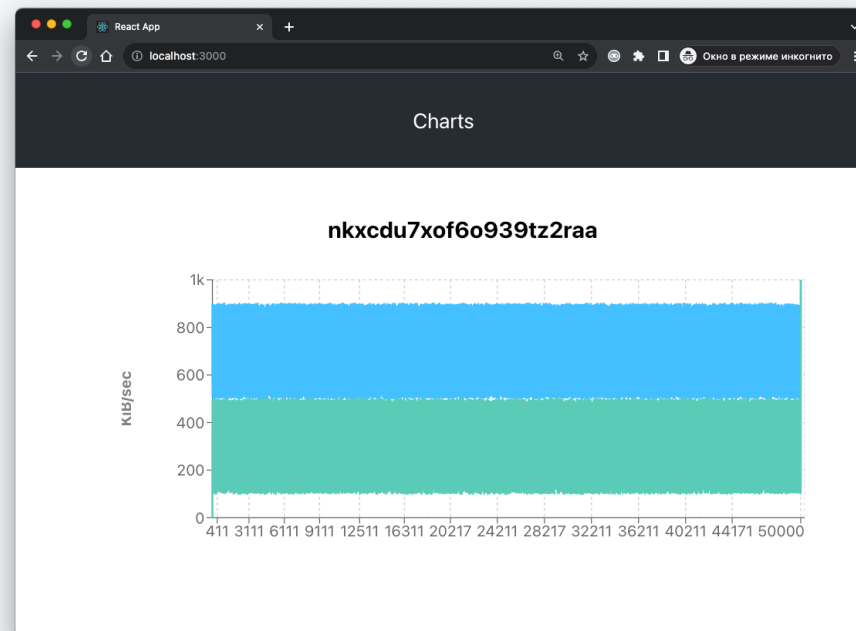 React App
localhost:3000
Окно в режиме инкогнито
Charts
nkxcdu7xof6o939tz2raa
1k
800
600
400
200
0
KiB/sec
411 3111 6111 9111 12511 16311 20217 24211 28217 32211 36211 40211 44171 50000